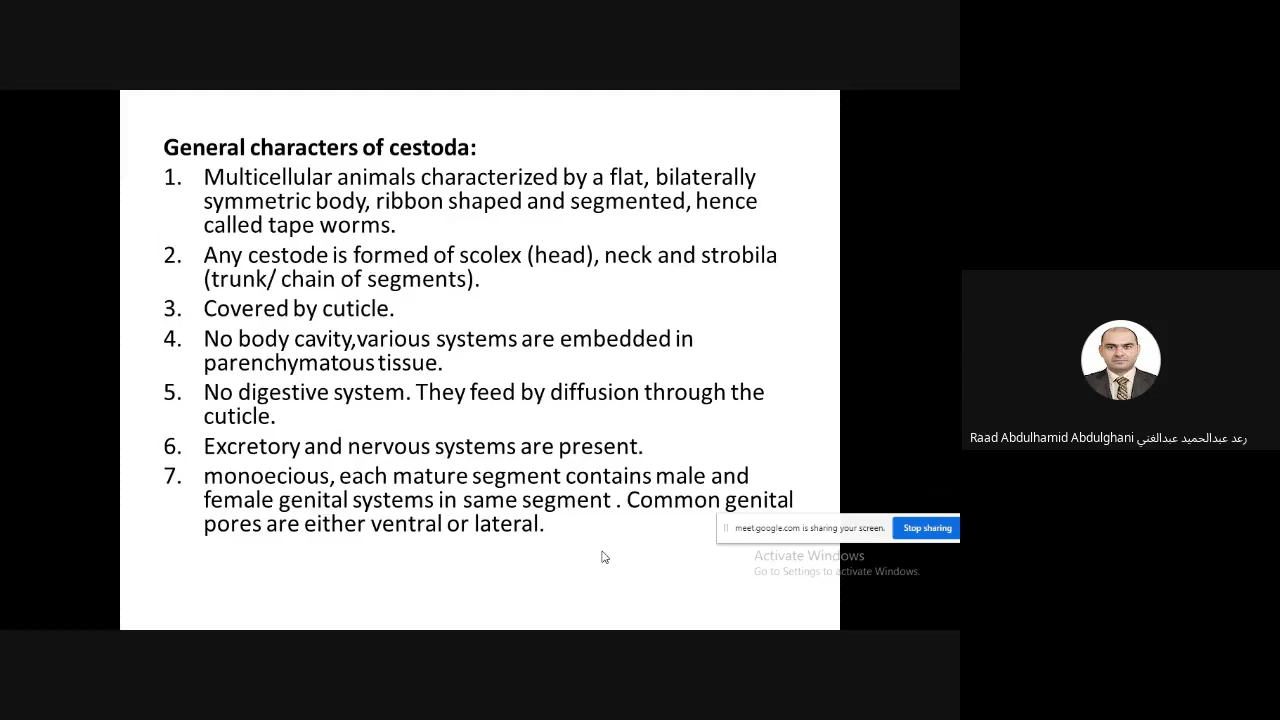 General characters of cestoda:
1. Multicellular animals characterized by a flat, bilaterally
symmetric body, ribbon shaped and segmented, hence
called tape worms.
2. Any cestode is formed of scolex (head), neck and strobila
(trunk/ chain of segments).
3. Covered by cuticle.
4. No body cavity,various systems are embedded in
parenchymatous tissue.
5. No digestive system. They feed by diffusion through the
cuticle.
6. Excretory and nervous systems are present.
7. monoecious, each mature segment contains male and
female genital systems in same segment . Common genital
pores are either ventral or lateral.
meet.google.com is sharing your screen.
Stop sharing
Activate Windows
Go to Settings to activate Windows.
Raad Abdulhamid Abdulghani رعد عبدالحميد عبدالغني